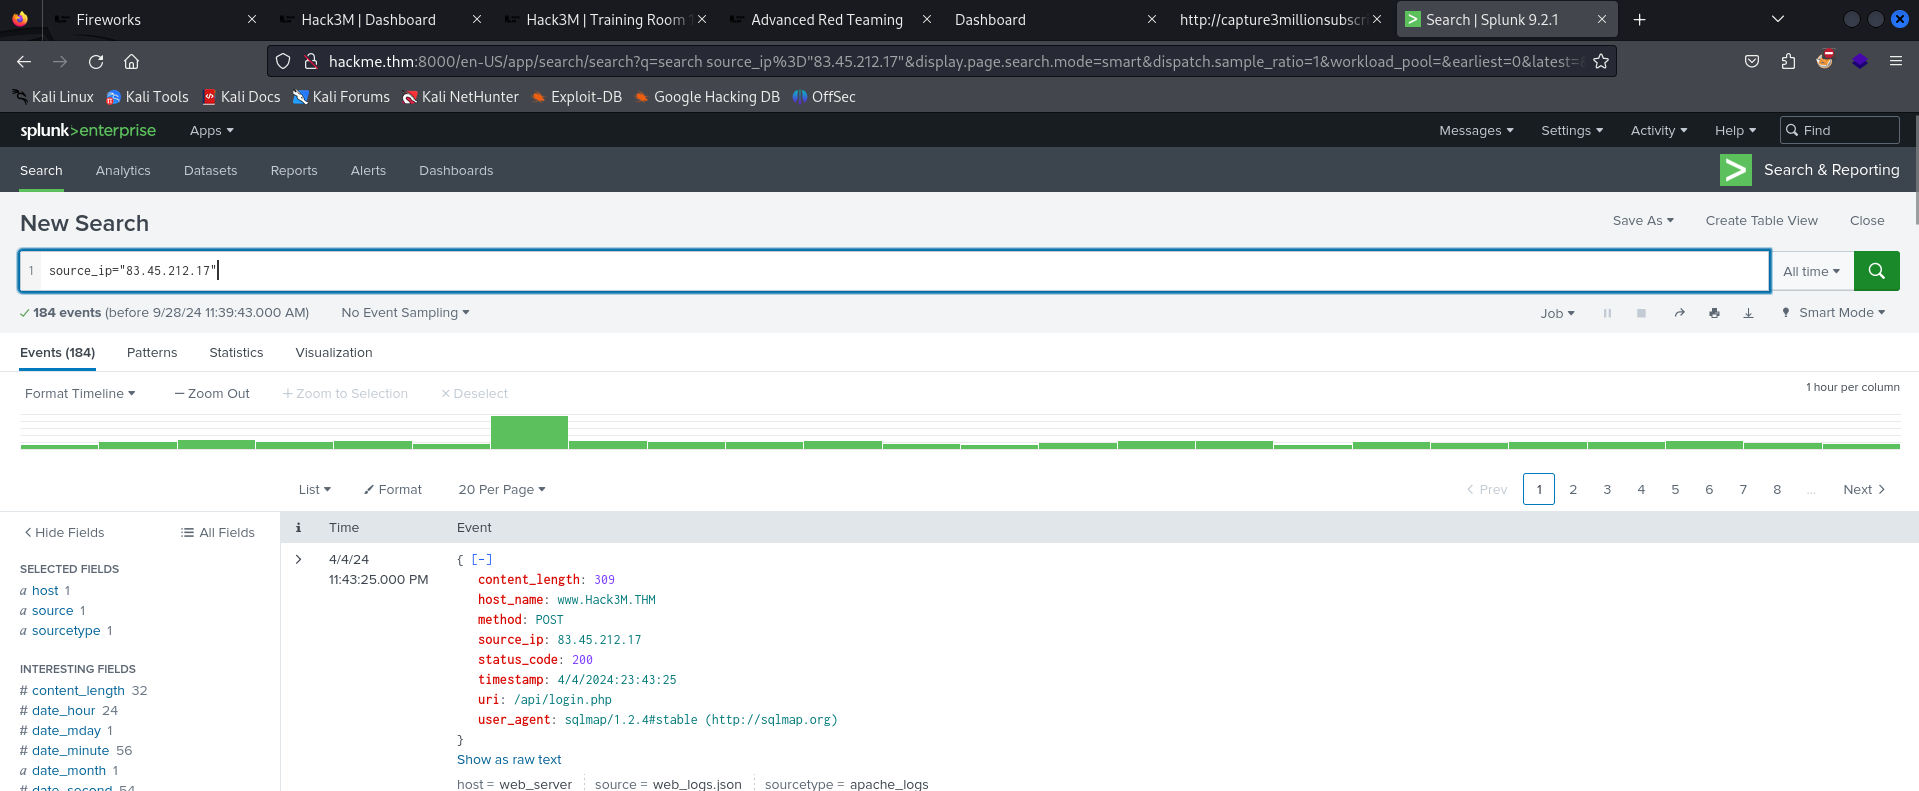 Fireworks
Hack3M | Dashboard
Hack3M | Training Room 1
Advanced Red Teaming
Dashboard
http://capture3millionsubscri
Search | Splunk 9.2.1
hackme.thm:8000/en-US/app/search/search?q=search source_ip%3D"83.45.212.17"&display.page.search.mode=smart&dispatch.sample_ratio=1&workload_pool=&earliest=0&latest=
Kali Linux Kali Tools Kali Docs Kali Forums Kali NetHunter Exploit-DB Google Hacking DB OffSec
splunk>enterprise Apps Messages Settings Activity Help Find
Search Analytics Datasets Reports Alerts Dashboards Search & Reporting
New Search Save As Create Table View Close
1 source_ip="83.45.212.17" All time
184 events (before 9/28/24 11:39:43.000 AM) No Event Sampling Job Smart Mode
Events (184) Patterns Statistics Visualization
Format Timeline — Zoom Out + Zoom to Selection × Deselect 1 hour per column
List Format 20 Per Page < Prev 1 2 3 4 5 6 7 8 ... Next >
< Hide Fields All Fields
SELECTED FIELDS
a host 1
a source 1
a sourcetype 1
INTERESTING FIELDS
# content_length 32
# date_hour 24
# date_mday 1
# date_minute 56
a date_month 1
# date_second 54
i Time Event
> 4/4/24
11:43:25.000 PM
{ [-]
content_length: 309
host_name: www.Hack3M.THM
method: POST
source_ip: 83.45.212.17
status_code: 200
timestamp: 4/4/2024:23:43:25
uri: /api/login.php
user_agent: sqlmap/1.2.4#stable (http://sqlmap.org)
}
Show as raw text
host = web_server source = web_logs.json sourcetype = apache_logs